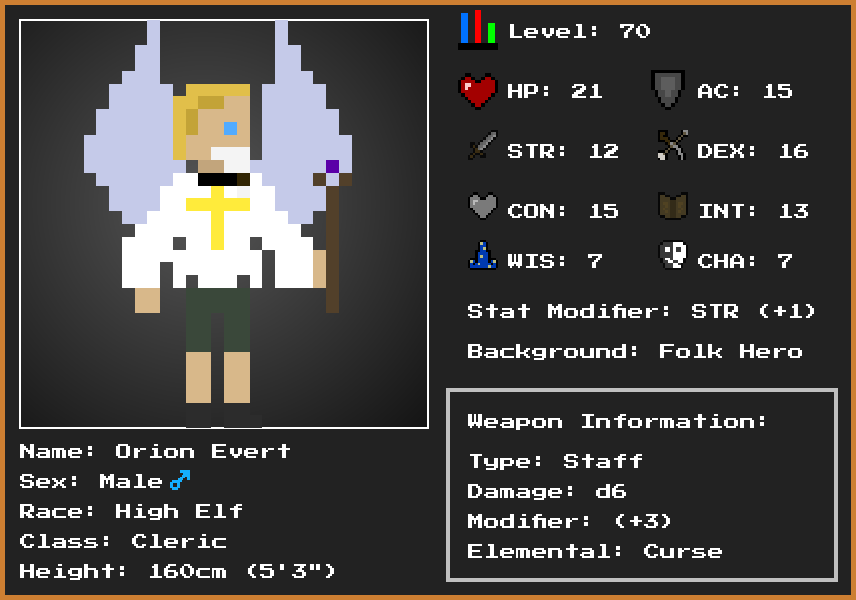 Level: 70
HP: 21
AC: 15
STR: 12
DEX: 16
CON: 15
INT: 13
WIS: 7
CHA: 7
Stat Modifier: STR (+1)
Background: Folk Hero
Weapon Information:
Type: Staff
Damage: d6
Modifier: (+3)
Elemental: Curse
Name: Orion Evert
Sex: Male♂
Race: High Elf
Class: Cleric
Height: 160cm (5'3")